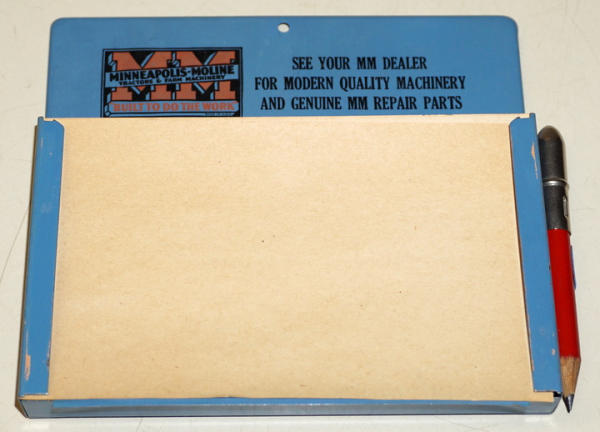 MM
MINNEAPOLIS-MOLINE
TRACTORS & FARM MACHINERY
BUILT TO DO THE WORK
SEE YOUR MM DEALER
FOR MODERN QUALITY MACHINERY
AND GENUINE MM REPAIR PARTS